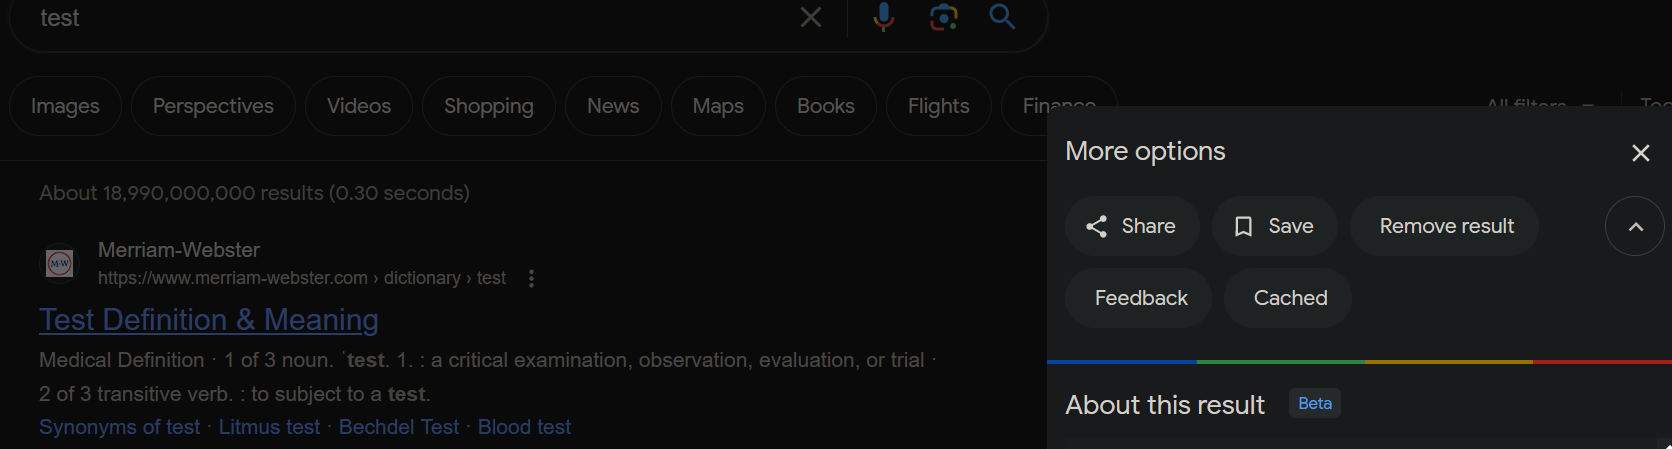 test
Images Perspectives Videos Shopping News Maps Books Flights Finance
All filters
About 18,990,000,000 results (0.30 seconds)
M-W
Merriam-Webster
https://www.merriam-webster.com › dictionary › test
Test Definition & Meaning
Medical Definition · 1 of 3 noun. ˈtest. 1. : a critical examination, observation, evaluation, or trial ·
2 of 3 transitive verb. : to subject to a test.
Synonyms of test · Litmus test · Bechdel Test · Blood test
More options
Share Save Remove result
Feedback Cached
About this result Beta